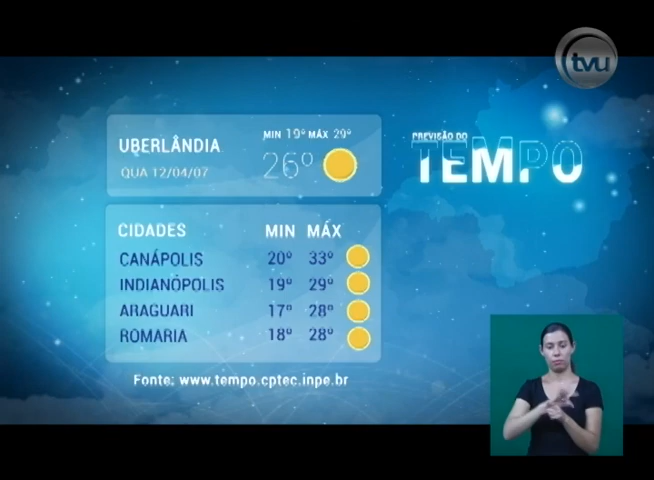 tvu
UBERLÂNDIA
QUA 12/04/07
MIN 19º MÁX 29º
26º
PREVISÃO DO
TEMPO
CIDADES MIN MÁX
CANÁPOLIS 20º 33º
INDIANÓPOLIS 19º 29º
ARAGUARI 17º 28º
ROMARIA 18º 28º
Fonte: www.tempo.cptec.inpe.br